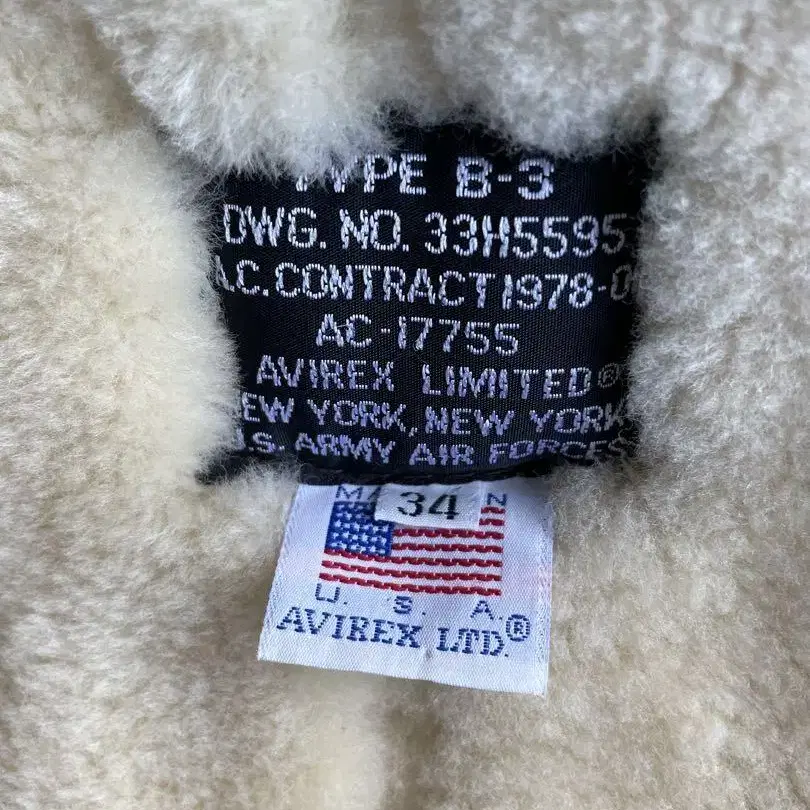 TYPE B-3
DWG. NO. 33H5595
A.C. CONTRACT 1978-0
AC-17755
AVIREX LIMITED®
NEW YORK, NEW YORK
U.S. ARMY AIR FORCES
34
U. S. A.
AVIREX LTD.®